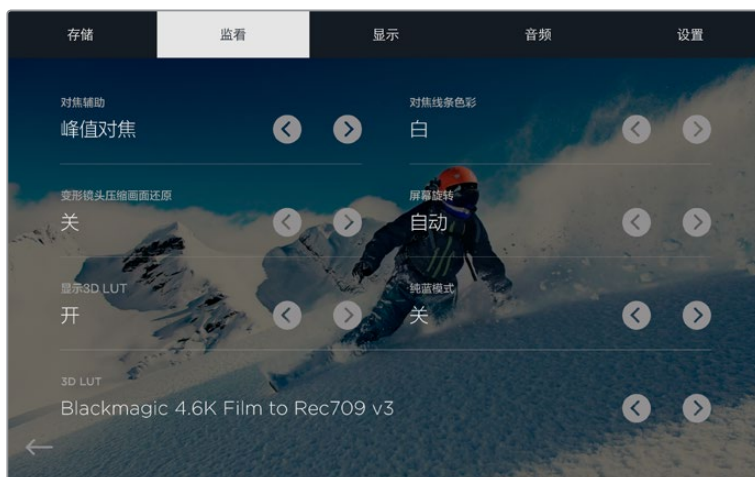 存储 监看 显示 音频 设置
对焦辅助 对焦线条色彩
峰值对焦 白
变形镜头压缩画面还原 屏幕旋转
关 自动
显示3D LUT 纯蓝模式
开 关
3D LUT
Blackmagic 4.6K Film to Rec709 v3